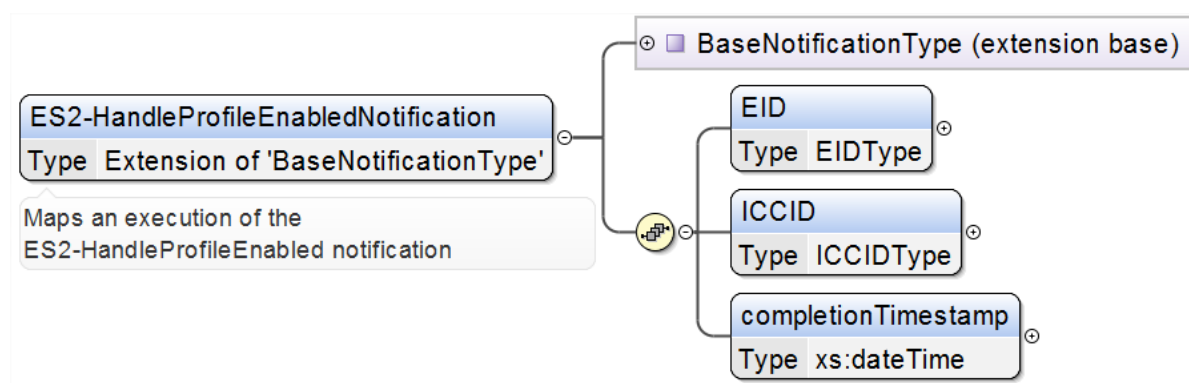 BaseNotificationType (extension base)
ES2-HandleProfileEnabledNotification
Type Extension of 'BaseNotificationType'
Maps an execution of the
ES2-HandleProfileEnabled notification
EID
Type EIDType
ICCID
Type ICCIDType
completionTimestamp
Type xs:dateTime